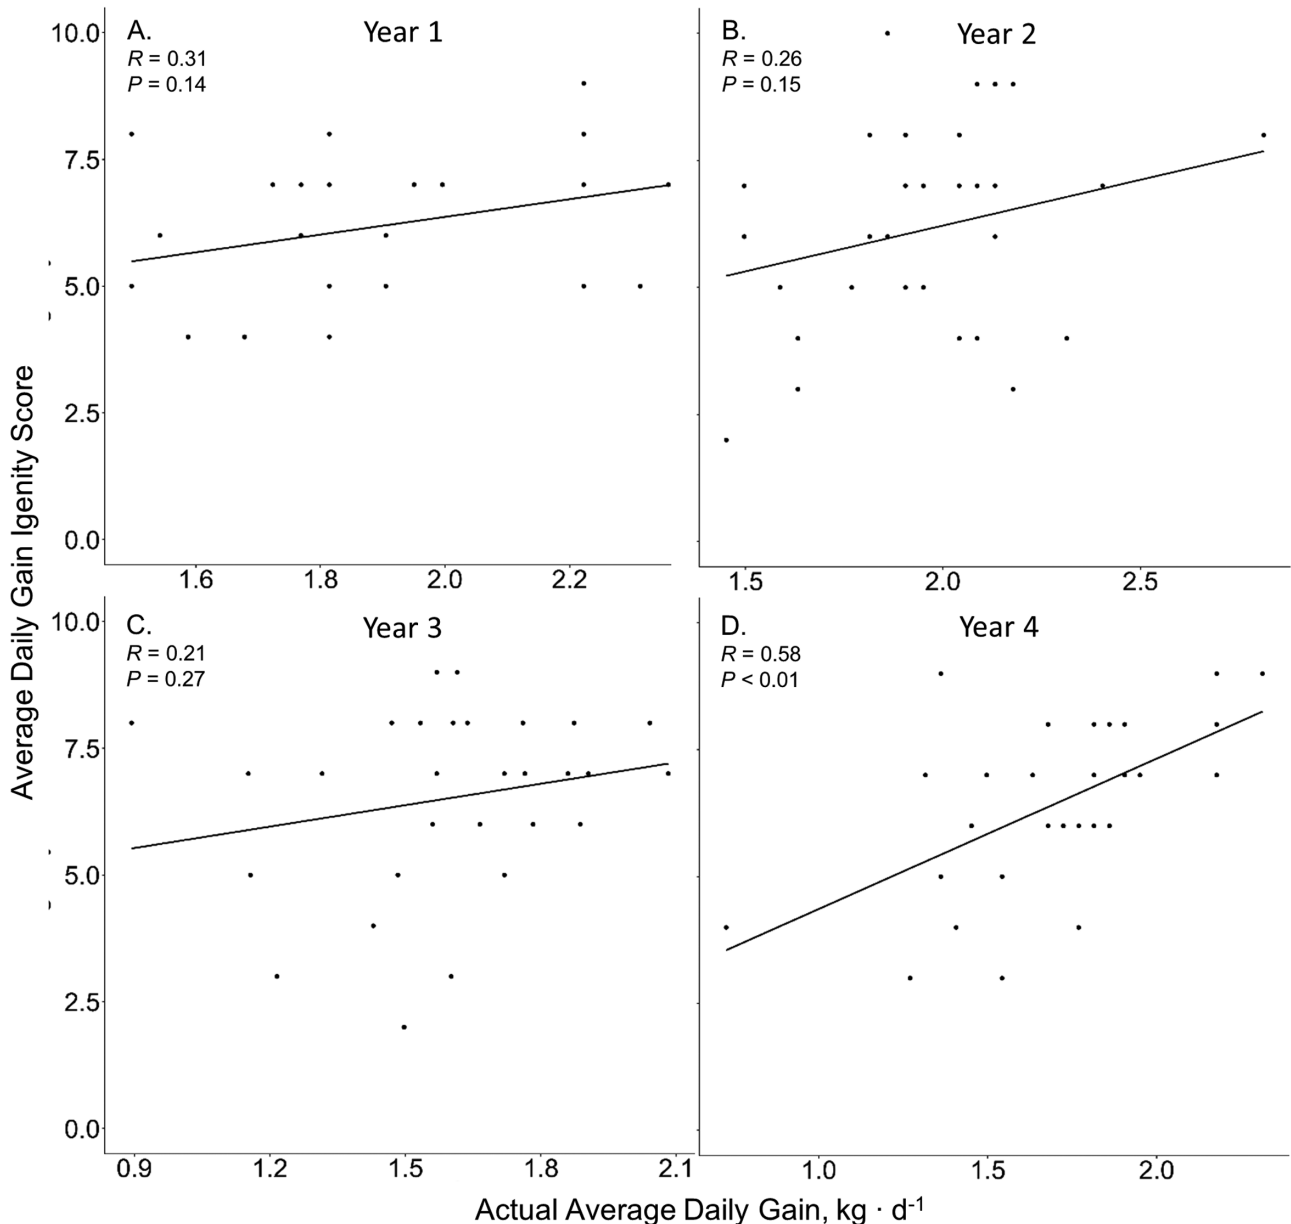 Average Daily Gain Igenity Score
A.
Year 1
R = 0.31
P = 0.14
10.0
7.5
5.0
2.5
0.0
1.6 1.8 2.0 2.2
B.
Year 2
R = 0.26
P = 0.15
1.5 2.0 2.5
C.
Year 3
R = 0.21
P = 0.27
10.0
7.5
5.0
2.5
0.0
0.9 1.2 1.5 1.8 2.1
D.
Year 4
R = 0.58
P < 0.01
1.0 1.5 2.0
Actual Average Daily Gain, kg · d⁻¹